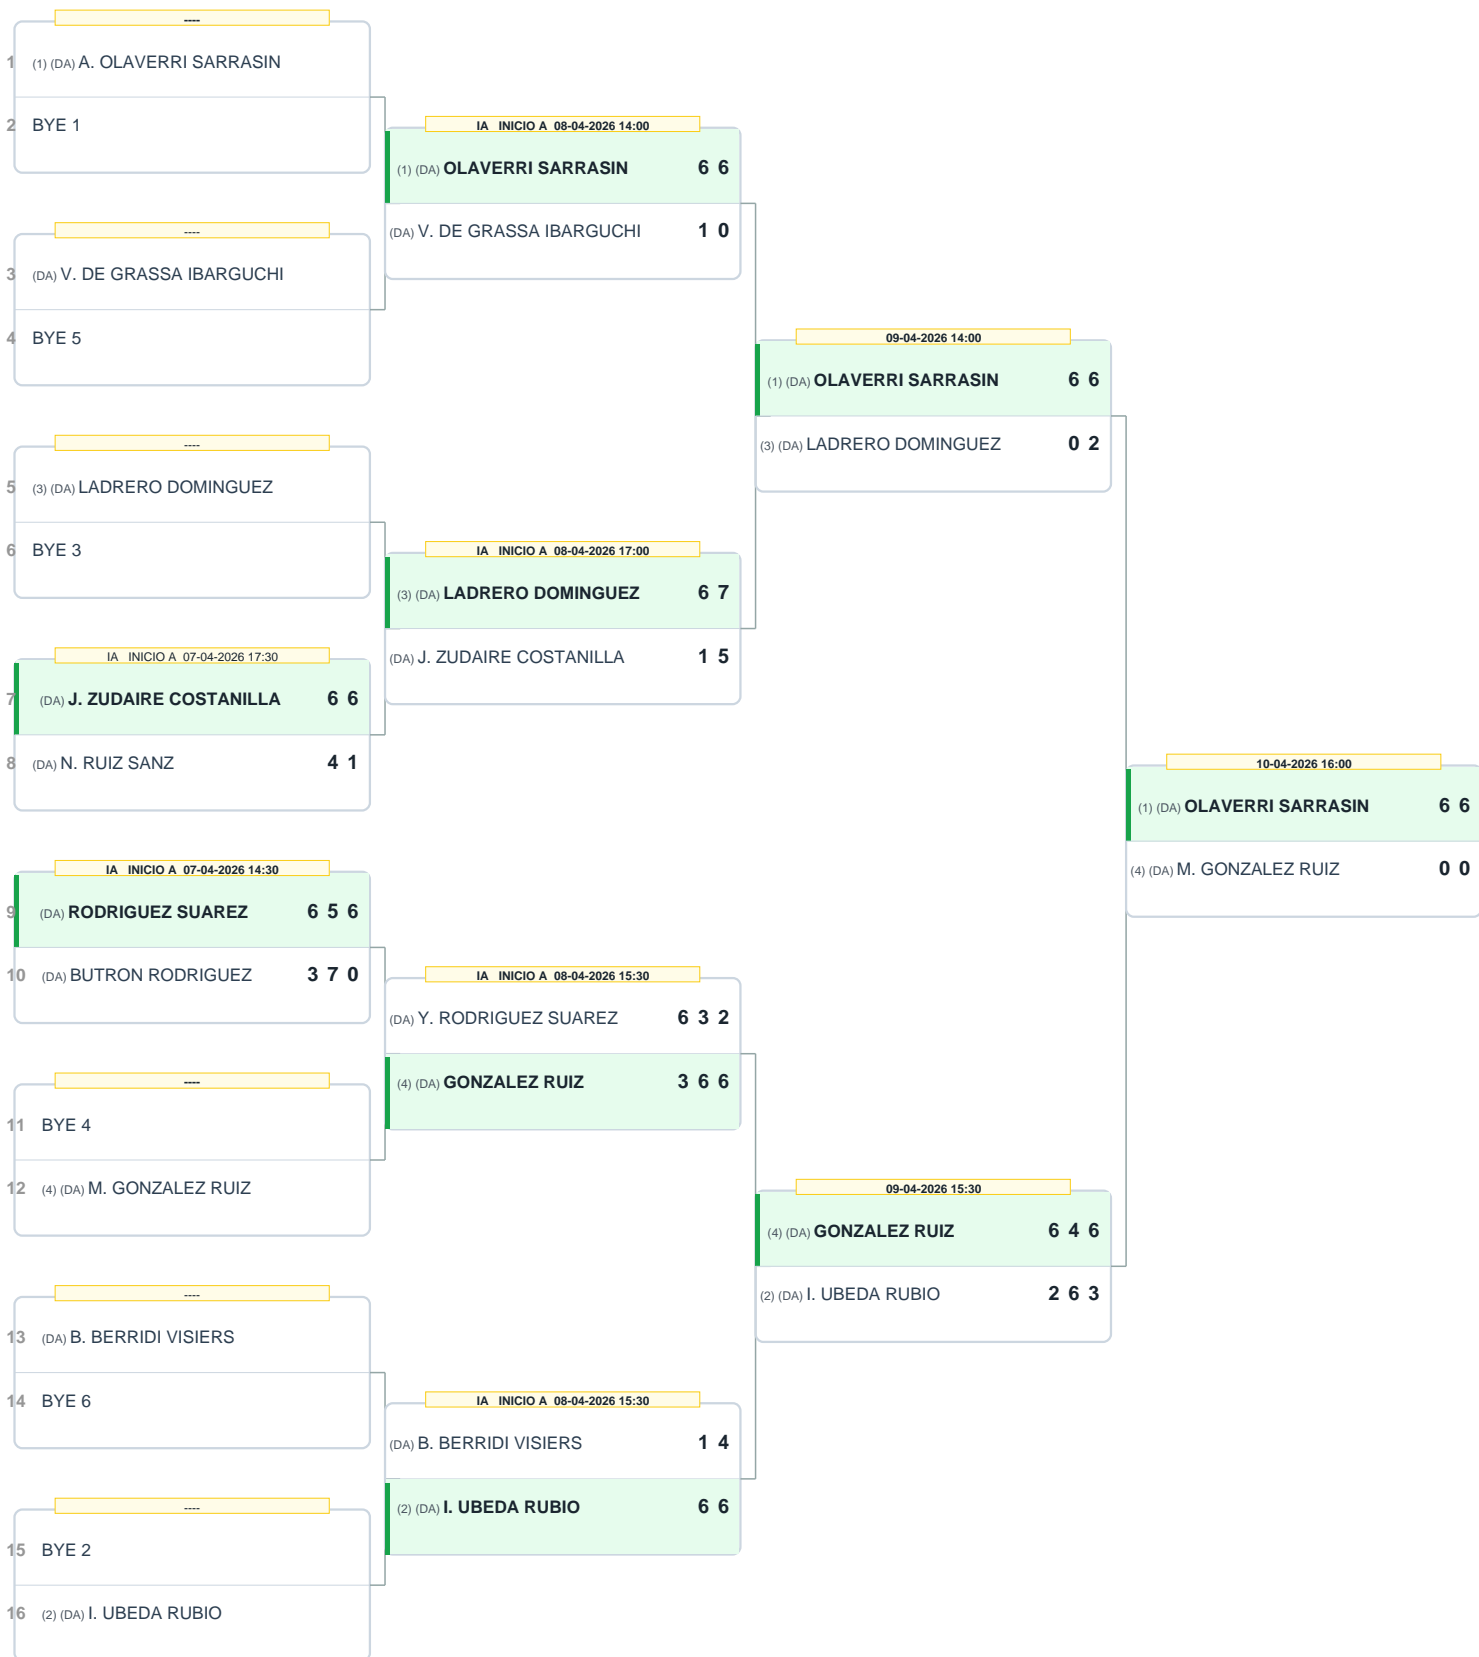 ----
1 (1) (DA) A. OLAVERRI SARRASIN
2 BYE 1
----
3 (DA) V. DE GRASSA IBARGUCHI
4 BYE 5
----
5 (3) (DA) LADRERO DOMINGUEZ
6 BYE 3
IA INICIO A 07-04-2026 17:30
7 (DA) J. ZUDAIRE COSTANILLA 6 6
8 (DA) N. RUIZ SANZ 4 1
IA INICIO A 07-04-2026 14:30
9 (DA) RODRIGUEZ SUAREZ 6 5 6
10 (DA) BUTRON RODRIGUEZ 3 7 0
----
11 BYE 4
12 (4) (DA) M. GONZALEZ RUIZ
----
13 (DA) B. BERRIDI VISIERS
14 BYE 6
----
15 BYE 2
16 (2) (DA) I. UBEDA RUBIO
IA INICIO A 08-04-2026 14:00
(1) (DA) OLAVERRI SARRASIN 6 6
(DA) V. DE GRASSA IBARGUCHI 1 0
IA INICIO A 08-04-2026 17:00
(3) (DA) LADRERO DOMINGUEZ 6 7
(DA) J. ZUDAIRE COSTANILLA 1 5
IA INICIO A 08-04-2026 15:30
(DA) Y. RODRIGUEZ SUAREZ 6 3 2
(4) (DA) GONZALEZ RUIZ 3 6 6
IA INICIO A 08-04-2026 15:30
(DA) B. BERRIDI VISIERS 1 4
(2) (DA) I. UBEDA RUBIO 6 6
09-04-2026 14:00
(1) (DA) OLAVERRI SARRASIN 6 6
(3) (DA) LADRERO DOMINGUEZ 0 2
09-04-2026 15:30
(4) (DA) GONZALEZ RUIZ 6 4 6
(2) (DA) I. UBEDA RUBIO 2 6 3
10-04-2026 16:00
(1) (DA) OLAVERRI SARRASIN 6 6
(4) (DA) M. GONZALEZ RUIZ 0 0